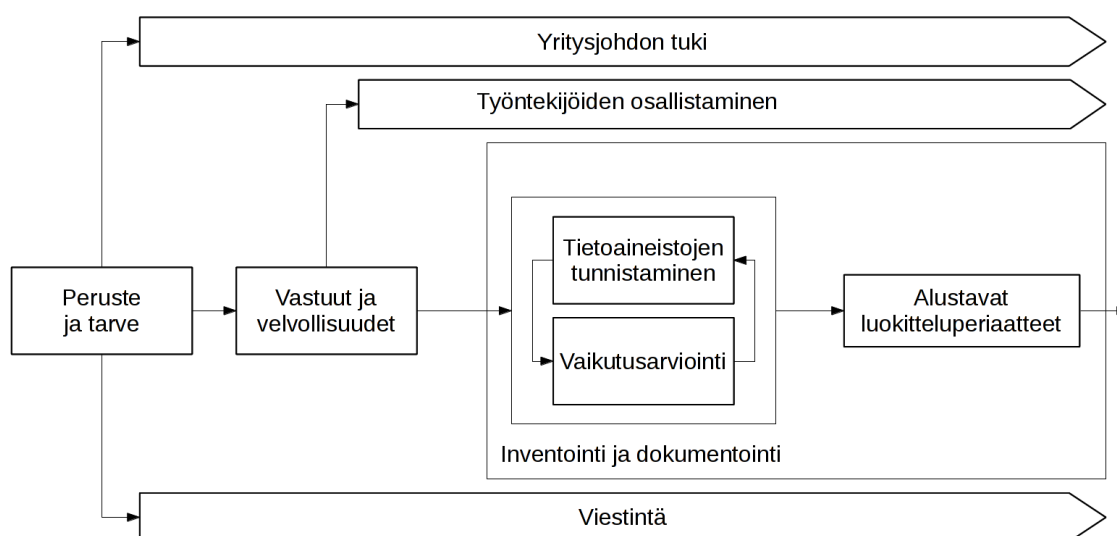 Yritysjohdon tuki
Työntekijöiden osallistaminen
Peruste
ja tarve
Vastuut ja
velvollisuudet
Tietoaineistojen
tunnistaminen
Vaikutusarviointi
Alustavat
luokitteluperiaatteet
Inventointi ja dokumentointi
Viestintä